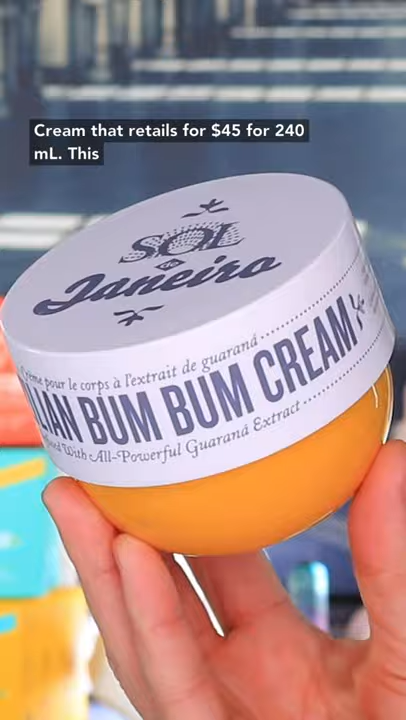 Cream that retails for $45 for 240
mL. This
SOL
de
Janeiro
Crème pour le corps à l'extrait de guaraná
BUM BUM CREAM
With All-Powerful Guaraná Extract